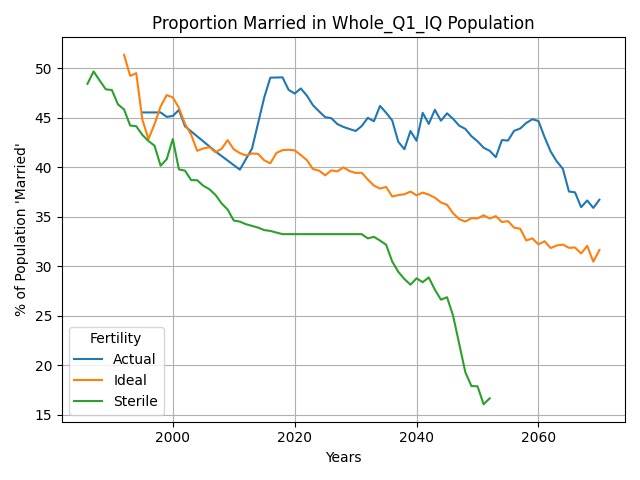 Proportion Married in Whole_Q1_IQ Population
% of Population 'Married'
50
45
40
35
30
25
20
15
Fertility
Actual
Ideal
Sterile
2000
2020
2040
2060
Years